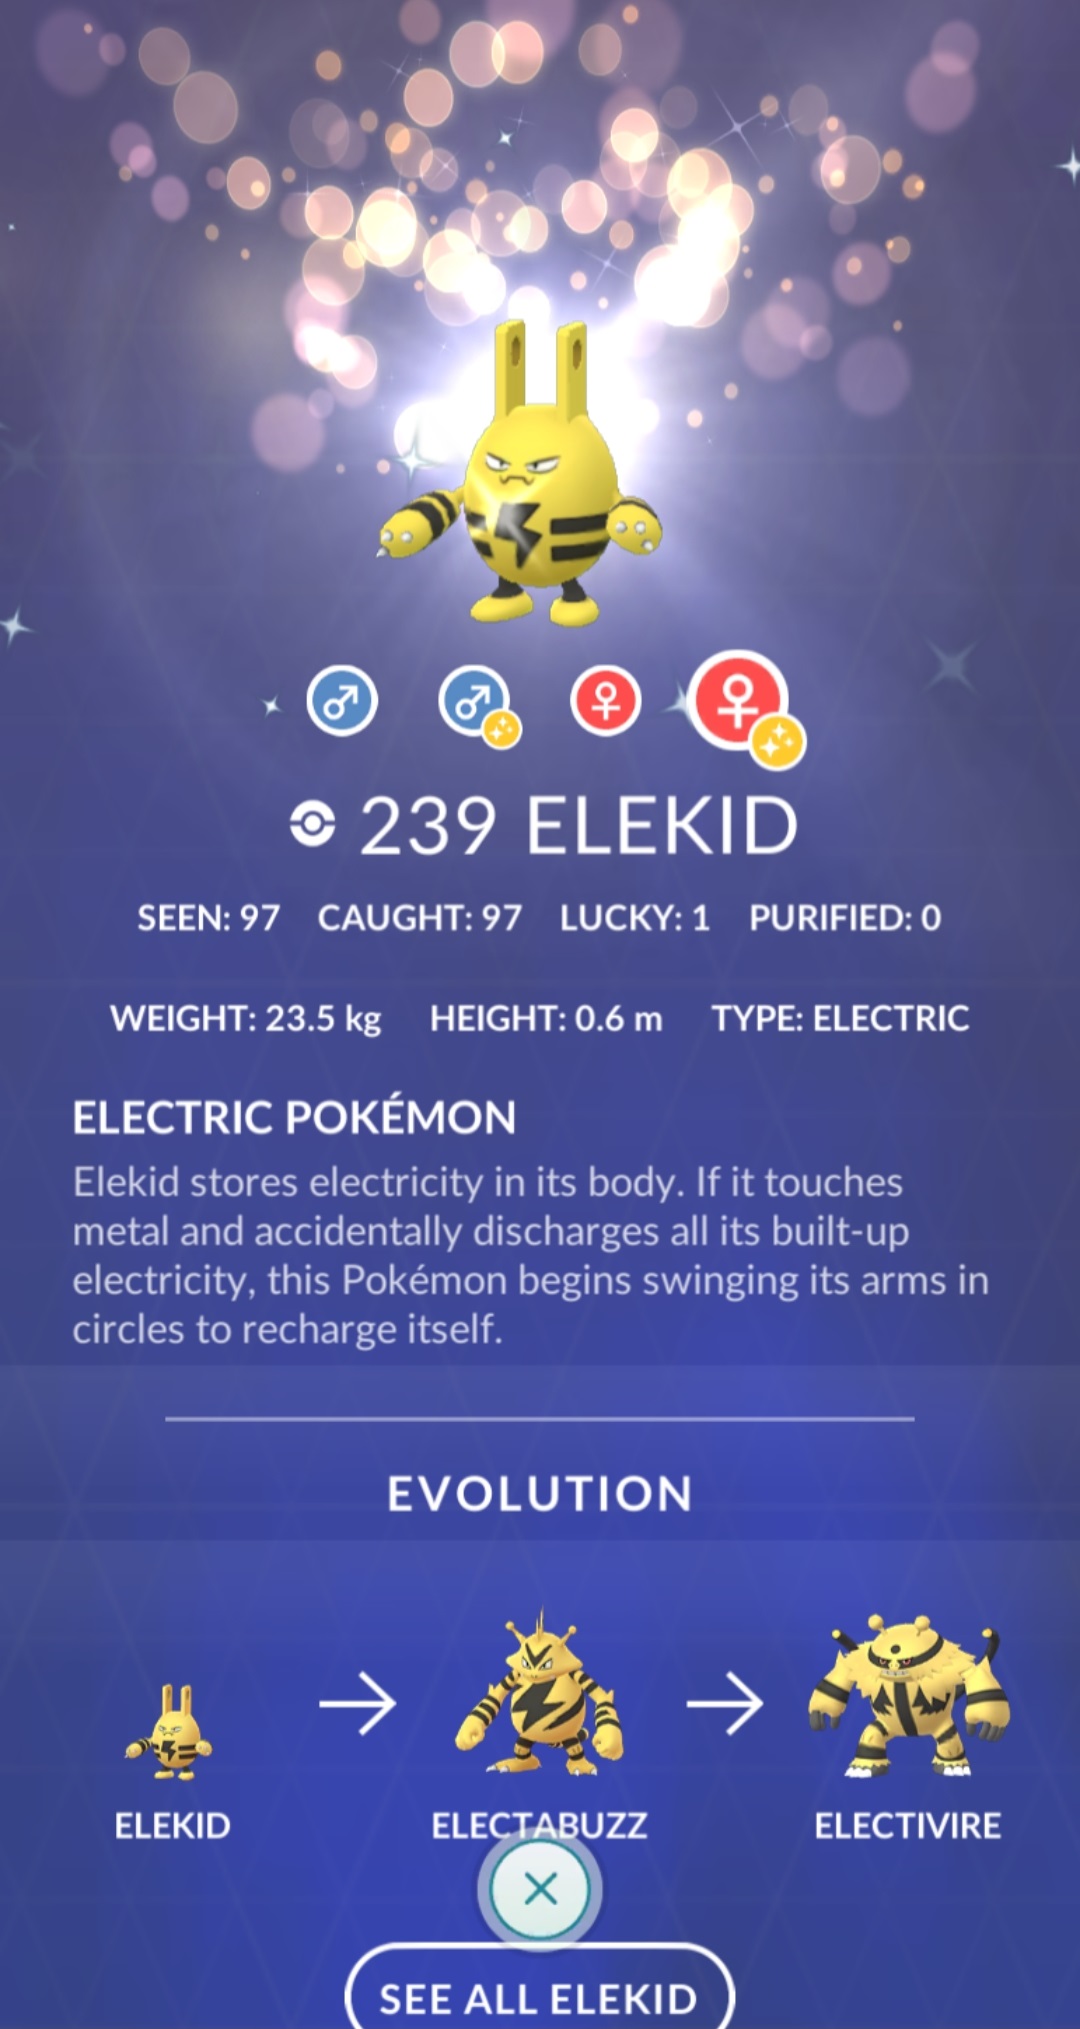 239 ELEKID
SEEN: 97 CAUGHT: 97 LUCKY: 1 PURIFIED: 0
WEIGHT: 23.5 kg HEIGHT: 0.6 m TYPE: ELECTRIC
ELECTRIC POKÉMON
Elekid stores electricity in its body. If it touches
metal and accidentally discharges all its built-up
electricity, this Pokémon begins swinging its arms in
circles to recharge itself.
EVOLUTION
ELEKID ELECTABUZZ ELECTIVIRE
SEE ALL ELEKID